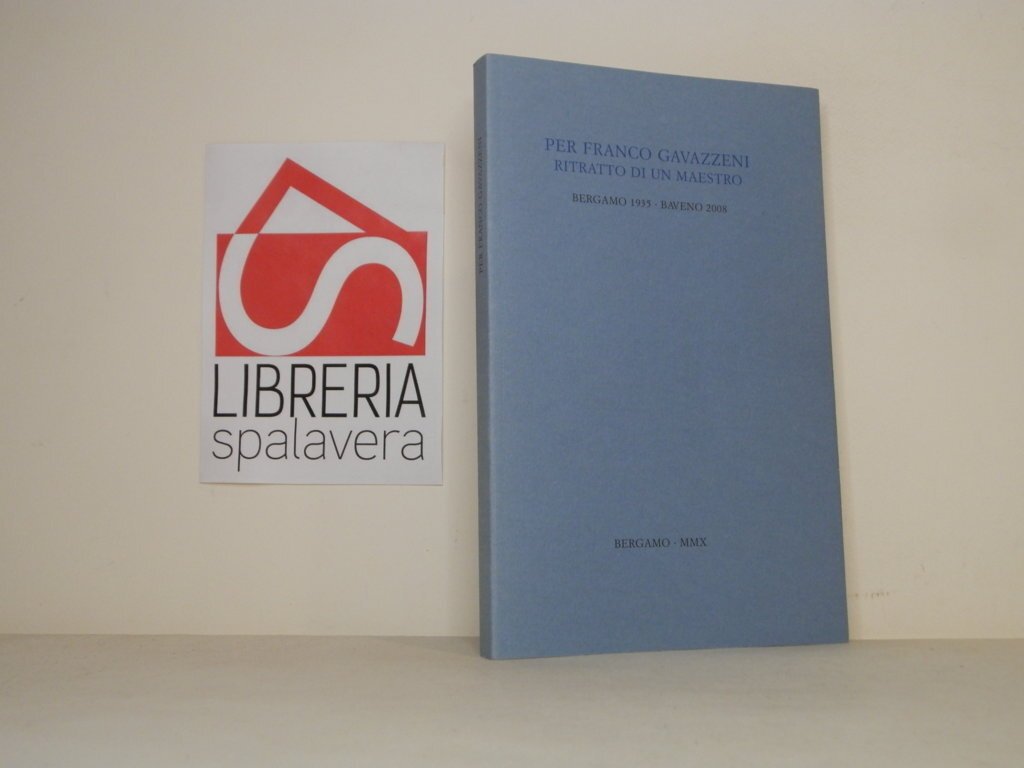 LIBRERIA
spalavera
PER FRANCO GAVAZZENI
PER FRANCO GAVAZZENI
RITRATTO DI UN MAESTRO
BERGAMO 1935 · BAVENO 2008
BERGAMO · MMX